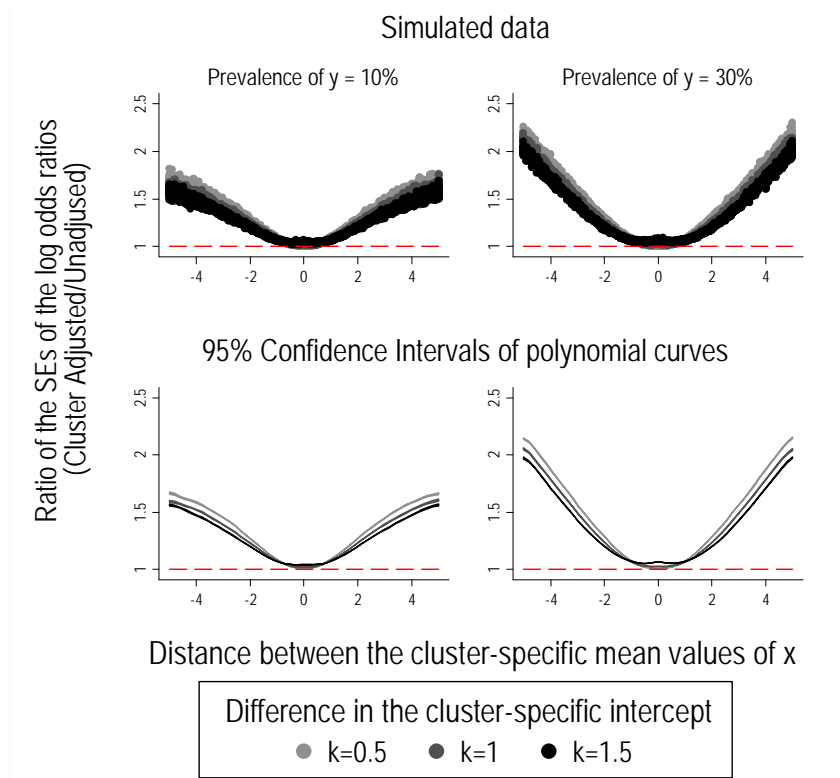 Simulated data
Prevalence of y = 10%
Prevalence of y = 30%
Ratio of the SEs of the log odds ratios
(Cluster Adjusted/Unadjused)
2.5
2
1.5
1
-4 -2 0 2 4
2.5
2
1.5
1
-4 -2 0 2 4
95% Confidence Intervals of polynomial curves
2.5
2
1.5
1
-4 -2 0 2 4
2.5
2
1.5
1
-4 -2 0 2 4
Distance between the cluster-specific mean values of x
Difference in the cluster-specific intercept
k=0.5 k=1 k=1.5